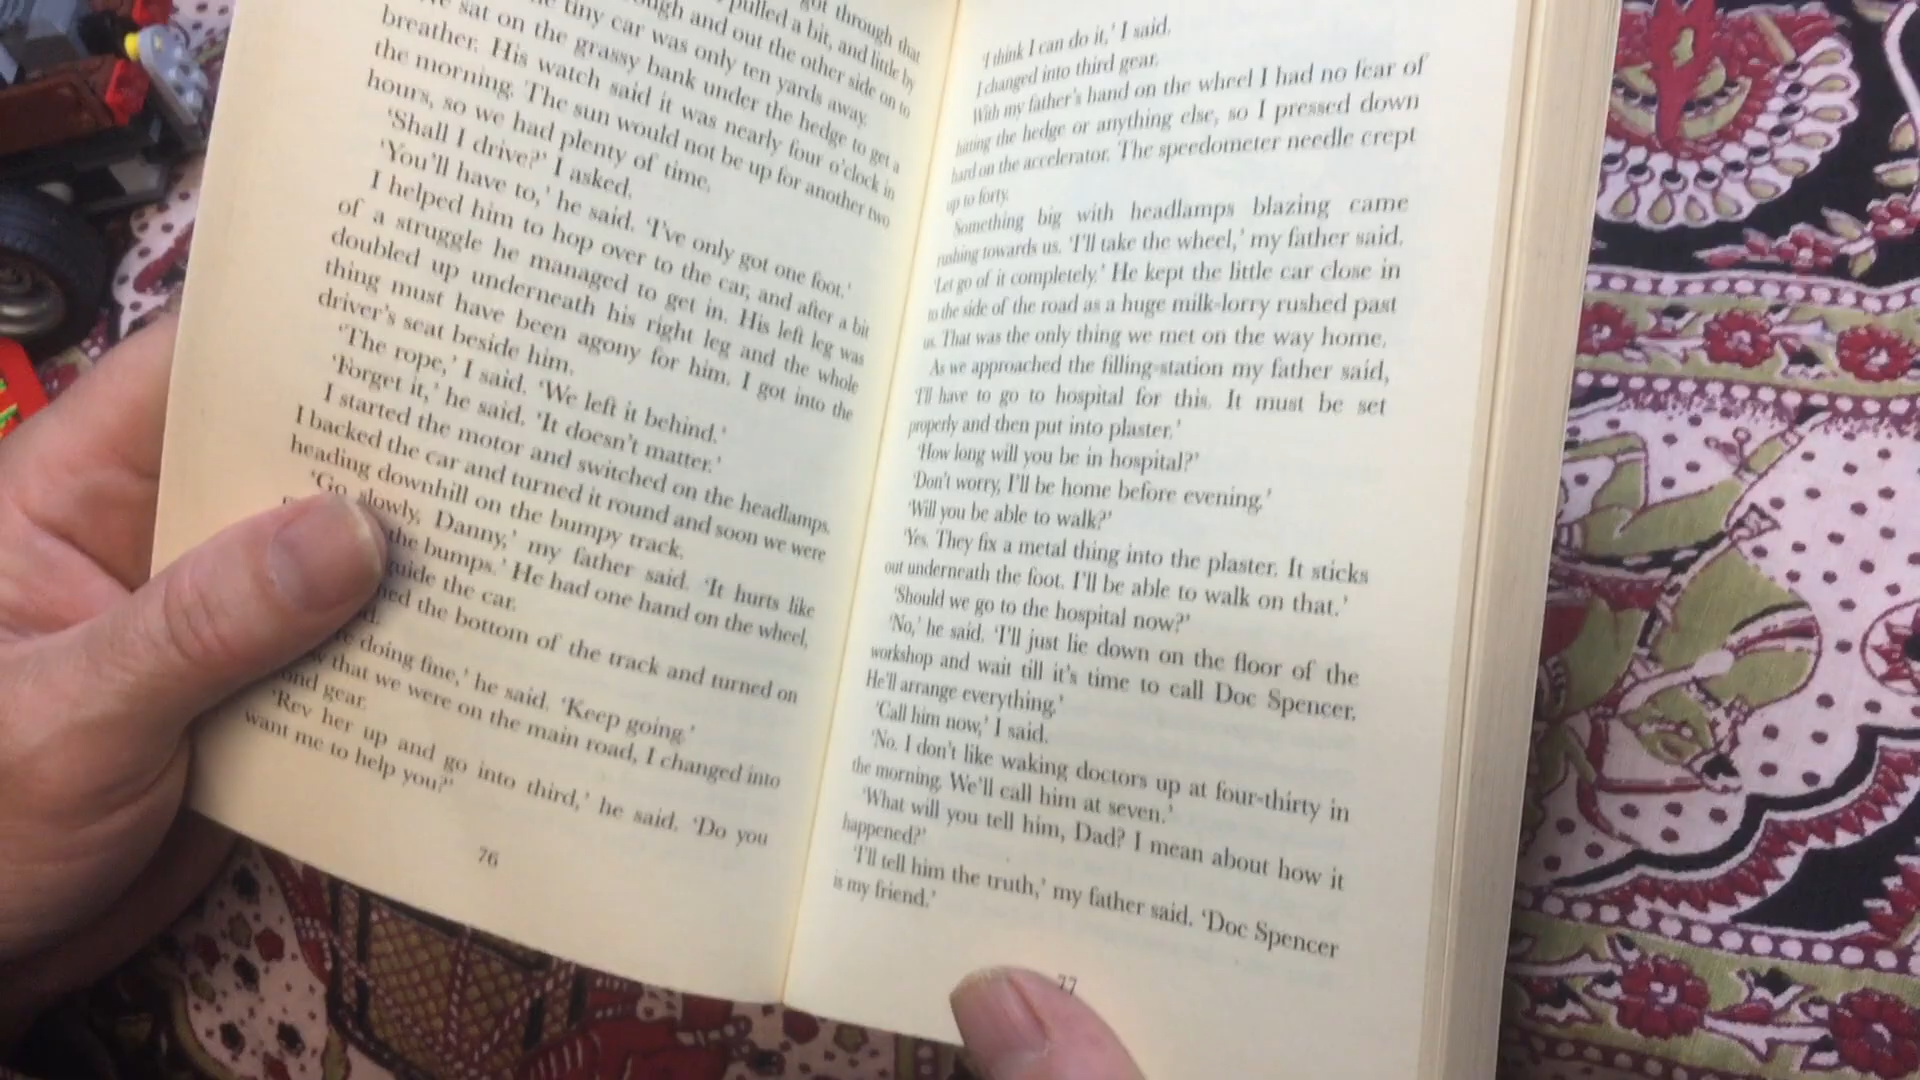 got through that
pulled a bit, and little by
and out the other side on to
tiny car was only ten yards away.
sat on the grassy bank under the hedge to get a
breather. His watch said it was nearly four o'clock in
the morning. The sun would not be up for another two
hours, so we had plenty of time.
'Shall I drive?' I asked.
'You'll have to,' he said. 'I've only got one foot.'
I helped him to hop over to the car, and after a bit
of a struggle he managed to get in. His left leg was
doubled up underneath his right leg and the whole
thing must have been agony for him. I got into the
driver's seat beside him.
'The rope,' I said. 'We left it behind.'
'Forget it,' he said. 'It doesn't matter.'
I started the motor and switched on the headlamps.
I backed the car and turned it round and soon we were
heading downhill on the bumpy track.
'Go slowly, Danny,' my father said. 'It hurts like
the bumps.' He had one hand on the wheel,
guide the car.
the bottom of the track and turned on
doing fine,' he said. 'Keep going.'
that we were on the main road, I changed into
gear.
'Rev her up and go into third,' he said. 'Do you
want me to help you?'
76
'I think I can do it,' I said.
I changed into third gear.
With my father's hand on the wheel I had no fear of
hitting the hedge or anything else, so I pressed down
hard on the accelerator. The speedometer needle crept
up to forty.
Something big with headlamps blazing came
rushing towards us. 'I'll take the wheel,' my father said.
'Let go of it completely.' He kept the little car close in
to the side of the road as a huge milk-lorry rushed past
us. That was the only thing we met on the way home.
As we approached the filling-station my father said,
'I'll have to go to hospital for this. It must be set
properly and then put into plaster.'
'How long will you be in hospital?'
'Don't worry, I'll be home before evening.'
'Will you be able to walk?'
'Yes. They fix a metal thing into the plaster. It sticks
out underneath the foot. I'll be able to walk on that.'
'Should we go to the hospital now?'
'No,' he said. 'I'll just lie down on the floor of the
workshop and wait till it's time to call Doc Spencer.
He'll arrange everything.'
'Call him now,' I said.
'No. I don't like waking doctors up at four-thirty in
the morning. We'll call him at seven.'
'What will you tell him, Dad? I mean about how it
happened?'
'I'll tell him the truth,' my father said. 'Doc Spencer
is my friend.'
77